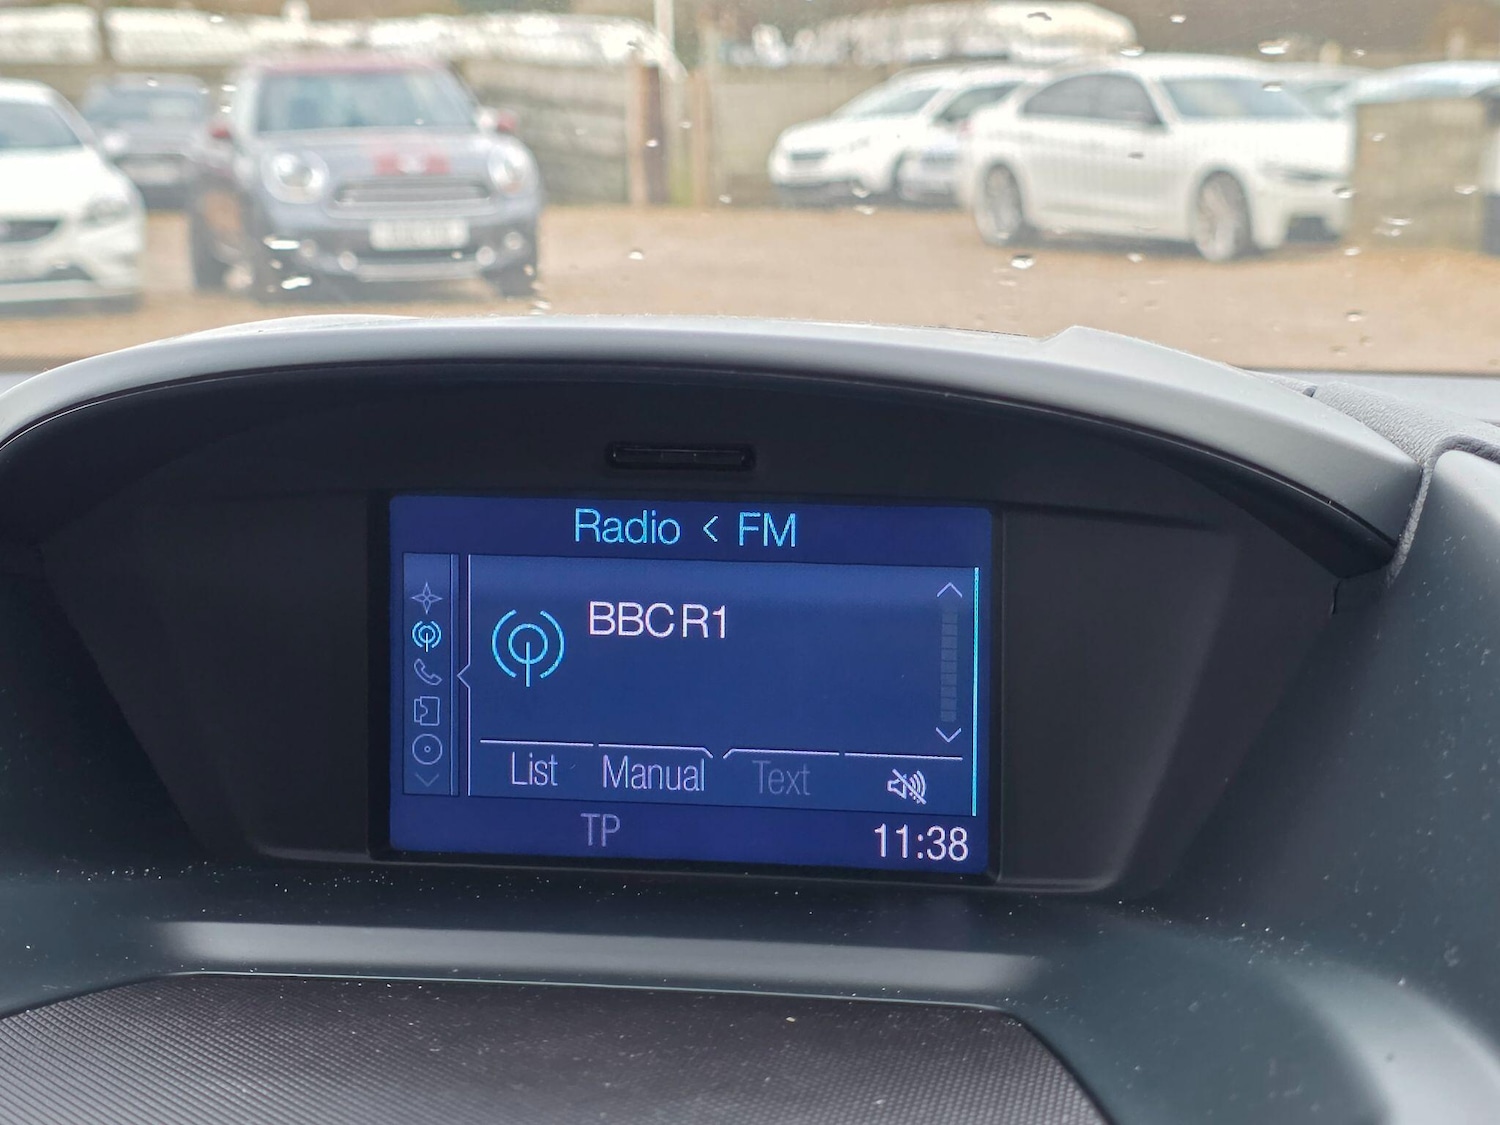 Radio < FM
BBC R1
List Manual Text
TP 11:38